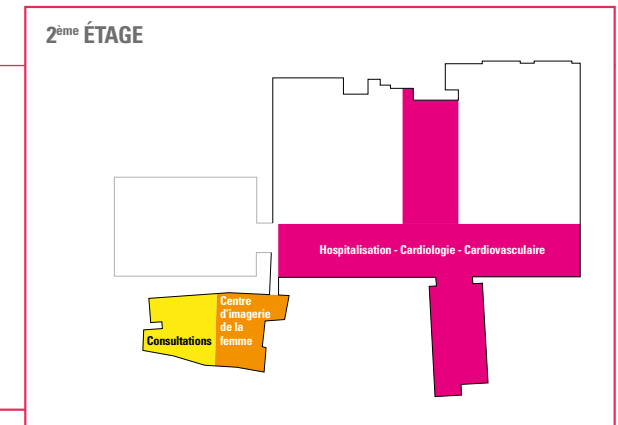 2ème ÉTAGE
Hospitalisation - Cardiologie - Cardiovasculaire
Centre
d'imagerie
de la
femme
Consultations